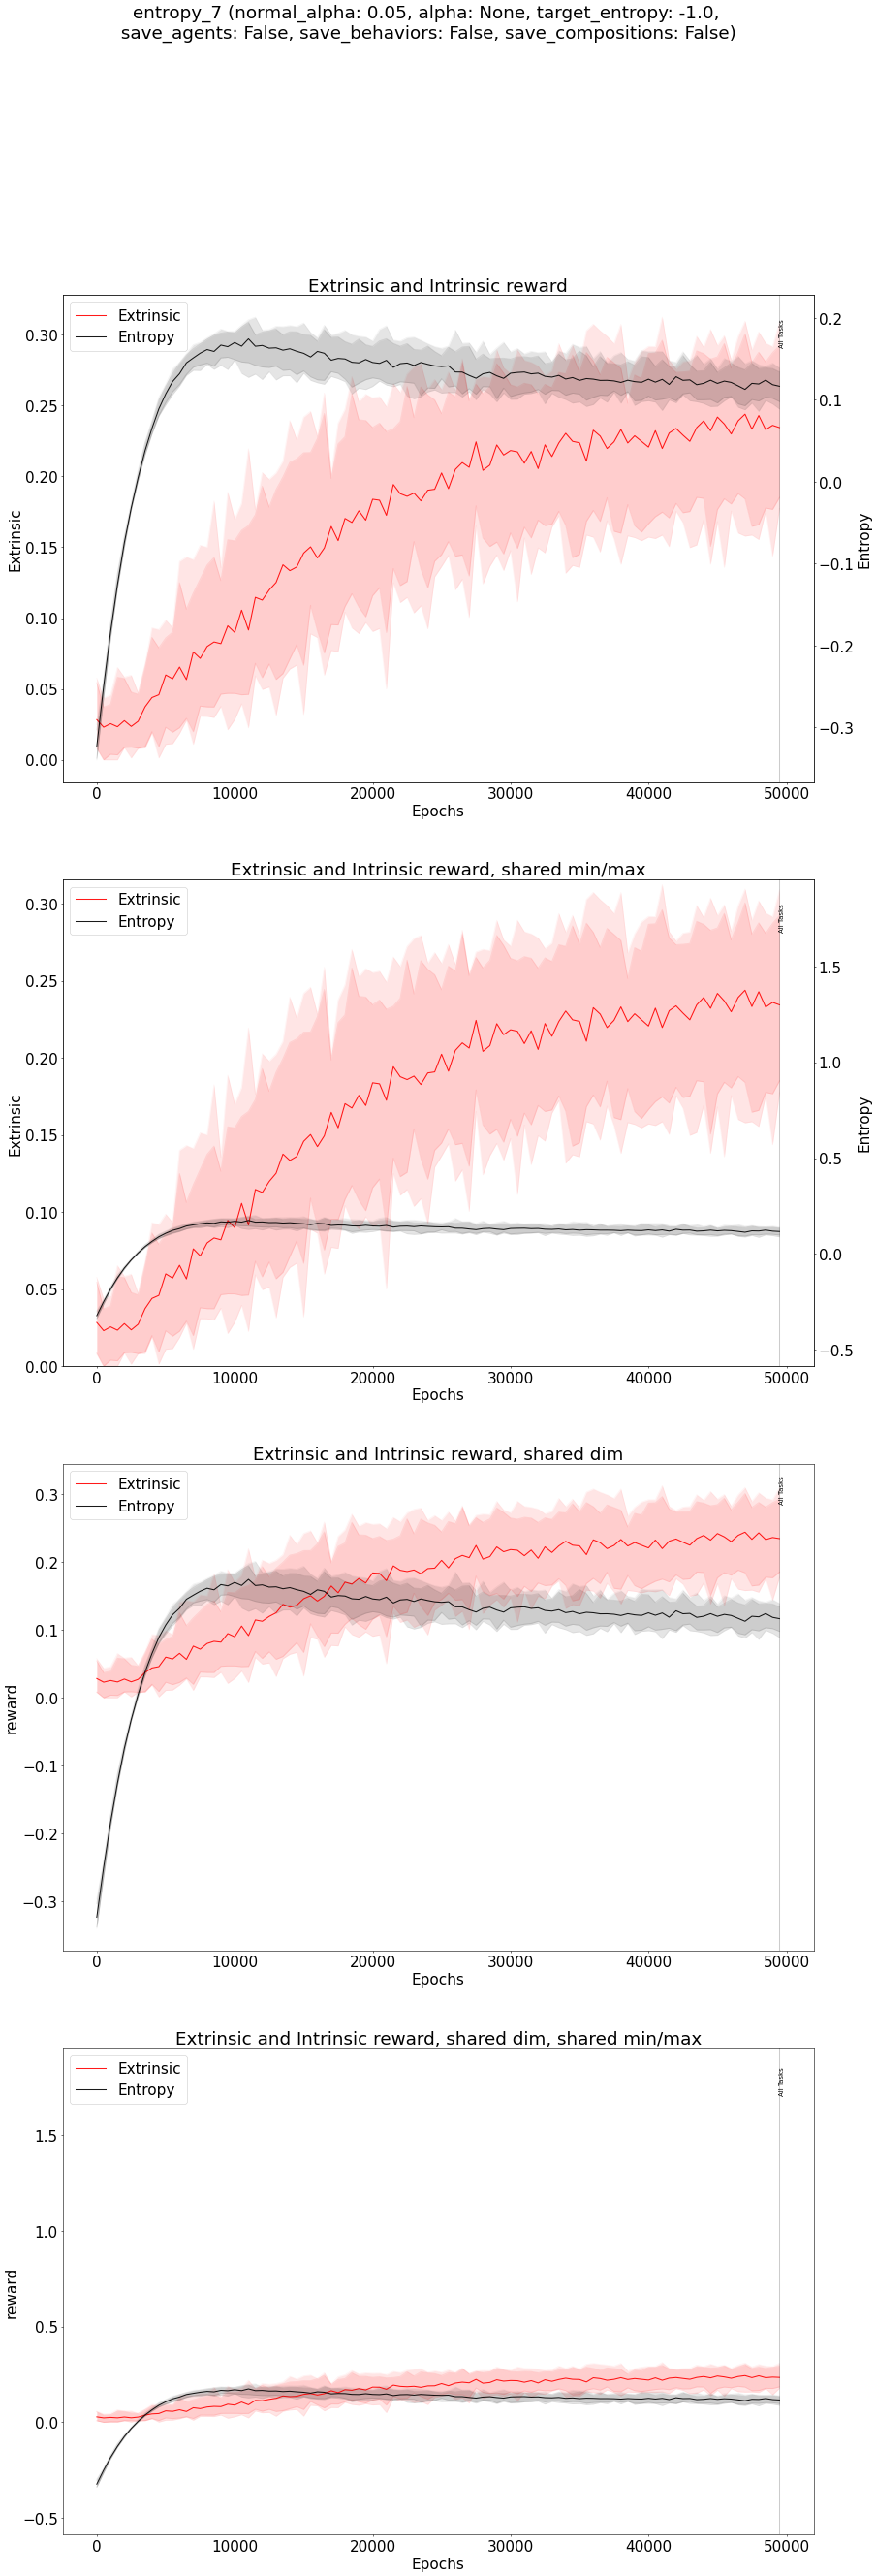 entropy_7 (normal_alpha: 0.05, alpha: None, target_entropy: -1.0,
save_agents: False, save_behaviors: False, save_compositions: False)
Extrinsic and Intrinsic reward
Extrinsic
Entropy
All Tasks
0.30
0.25
0.20
0.15
0.10
0.05
0.00
Extrinsic
0.2
0.1
0.0
−0.1
−0.2
−0.3
Entropy
0 10000 20000 30000 40000 50000
Epochs
Extrinsic and Intrinsic reward, shared min/max
Extrinsic
Entropy
All Tasks
0.30
0.25
0.20
0.15
0.10
0.05
0.00
Extrinsic
1.5
1.0
0.5
0.0
−0.5
Entropy
0 10000 20000 30000 40000 50000
Epochs
Extrinsic and Intrinsic reward, shared dim
Extrinsic
Entropy
All Tasks
0.3
0.2
0.1
0.0
−0.1
−0.2
−0.3
reward
0 10000 20000 30000 40000 50000
Epochs
Extrinsic and Intrinsic reward, shared dim, shared min/max
Extrinsic
Entropy
All Tasks
1.5
1.0
0.5
0.0
−0.5
reward
0 10000 20000 30000 40000 50000
Epochs